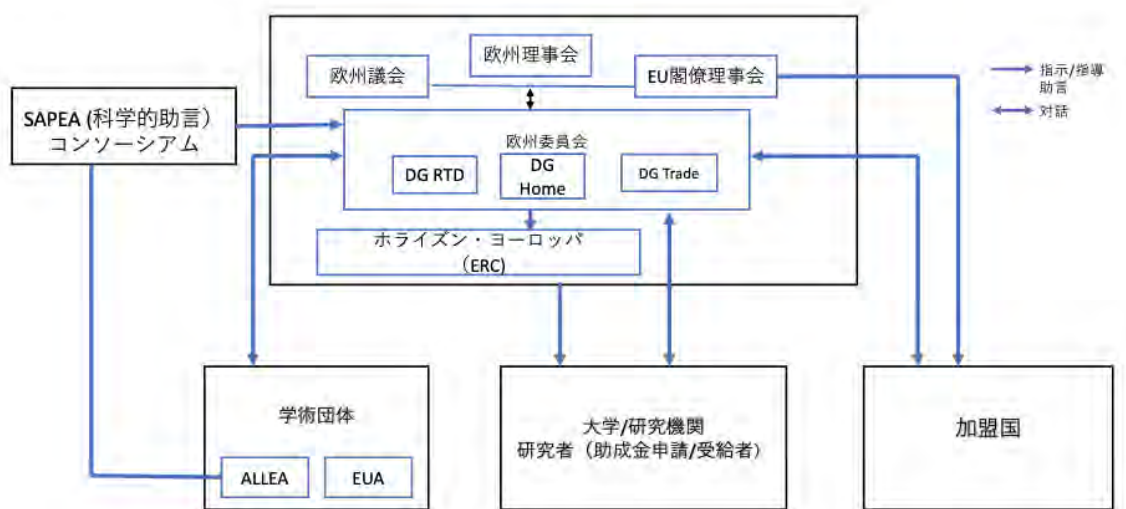 欧州理事会
欧州議会
EU閣僚理事会
指示/指導
助言
対話
SAPEA (科学的助言)
コンソーシアム
欧州委員会
DG RTD
DG
Home
DG Trade
ホライズン・ヨーロッパ
(ERC)
学術団体
ALLEA
EUA
大学/研究機関
研究者（助成金申請/受給者）
加盟国